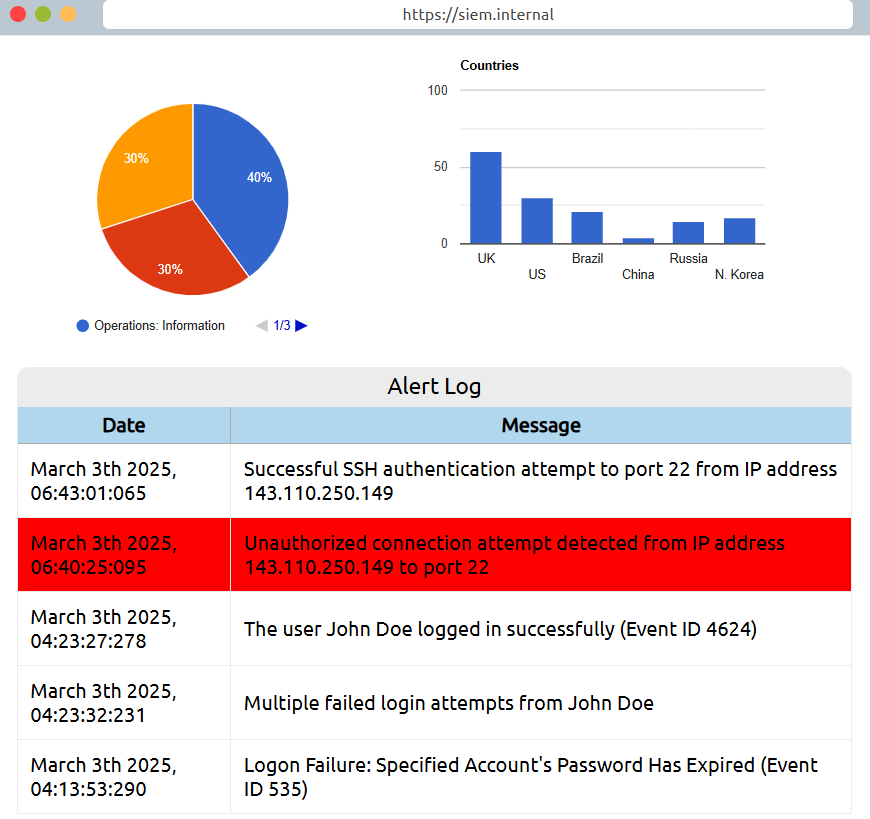 https://siem.internal
Countries
100
50
0
UK
US
Brazil
China
Russia
N. Korea
40%
30%
30%
Operations: Information
1/3
Alert Log
Date
Message
March 3th 2025,
06:43:01:065
Successful SSH authentication attempt to port 22 from IP address
143.110.250.149
March 3th 2025,
06:40:25:095
Unauthorized connection attempt detected from IP address
143.110.250.149 to port 22
March 3th 2025,
04:23:27:278
The user John Doe logged in successfully (Event ID 4624)
March 3th 2025,
04:23:32:231
Multiple failed login attempts from John Doe
March 3th 2025,
04:13:53:290
Logon Failure: Specified Account's Password Has Expired (Event
ID 535)